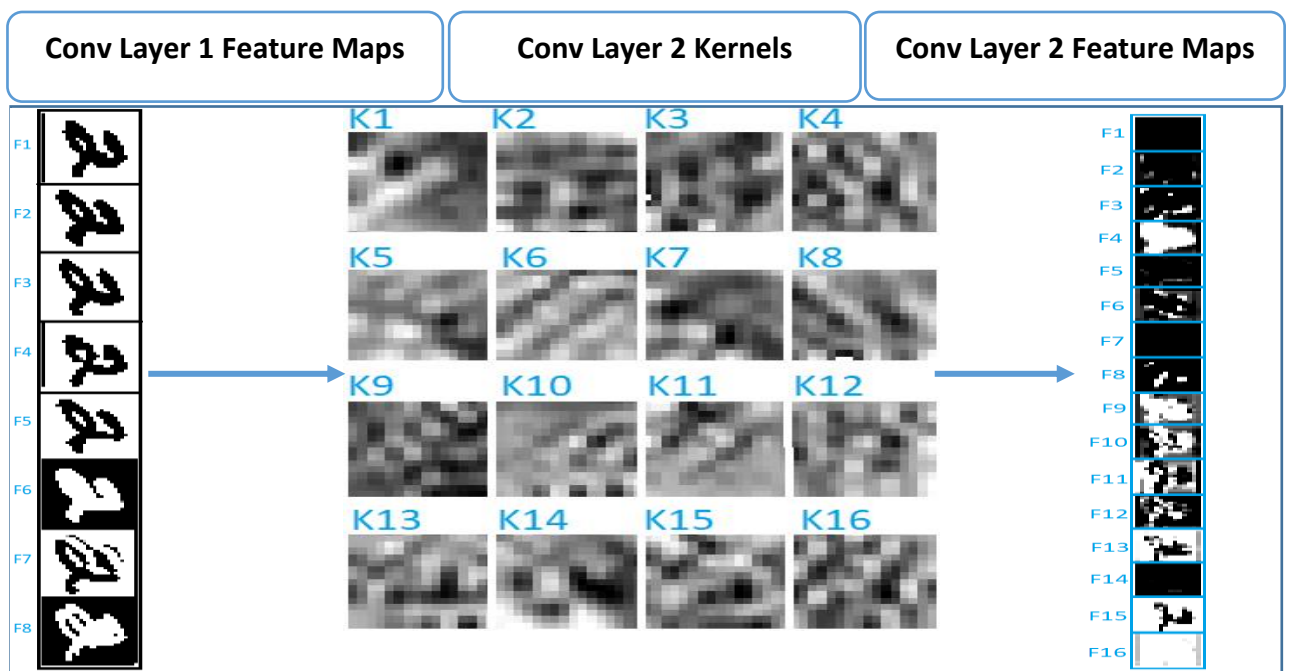 Conv Layer 1 Feature Maps
Conv Layer 2 Kernels
Conv Layer 2 Feature Maps
F1
F2
F3
F4
F5
F6
F7
F8
K1 K2 K3 K4
K5 K6 K7 K8
K9 K10 K11 K12
K13 K14 K15 K16
F1
F2
F3
F4
F5
F6
F7
F8
F9
F10
F11
F12
F13
F14
F15
F16